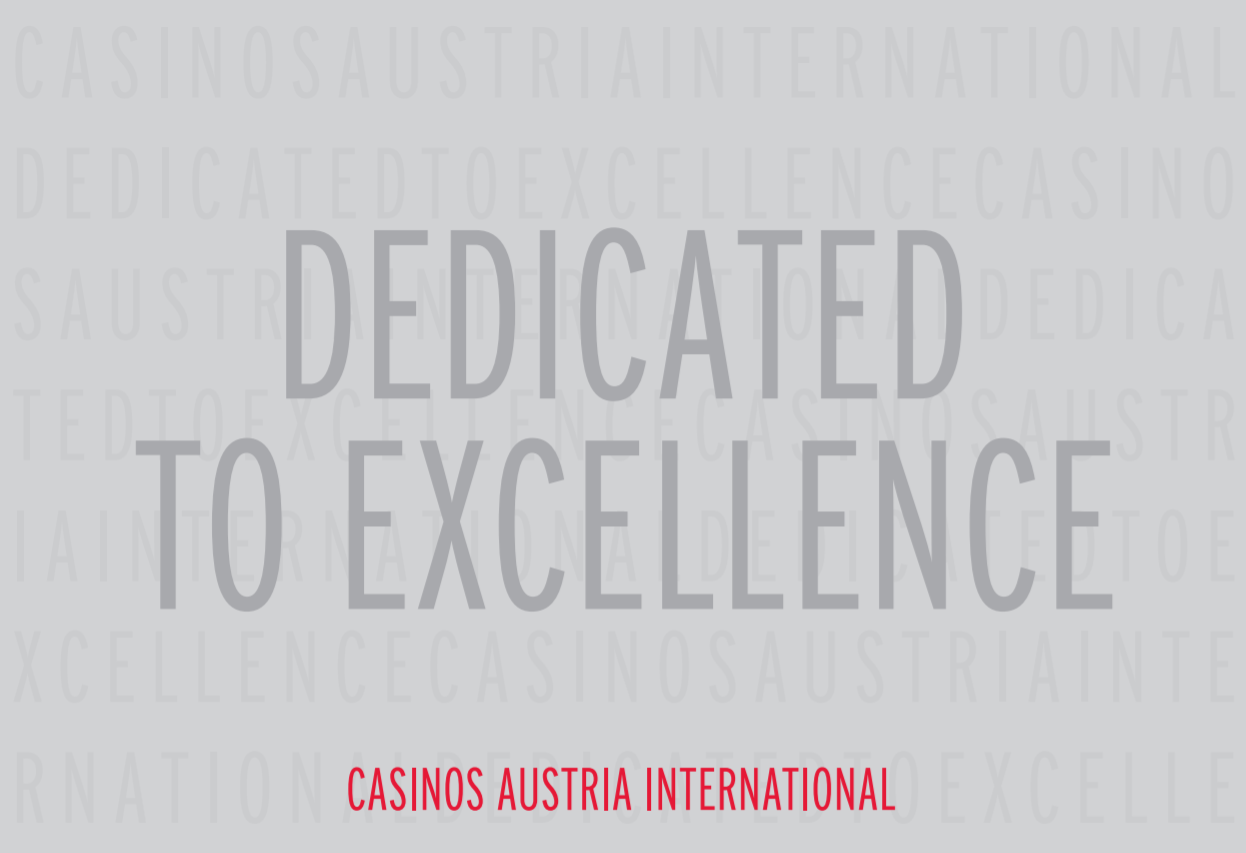 CASINOSAUSTRIAINTERNATIONAL
DEDICATEDTOEXCELLENCECASINO
SAUSTRIAINTERNATIONALDEDICA
DEDICATED
TEDTOEXCELLENCECASINOSAUSTR
TO EXCELLENCE
IAINTERNATIONALDEDICATEDTOE
XCELLENCECASINOSAUSTRIAINTE
RNATIONALDEDICATEDTOEXCELLE
CASINOS AUSTRIA INTERNATIONAL